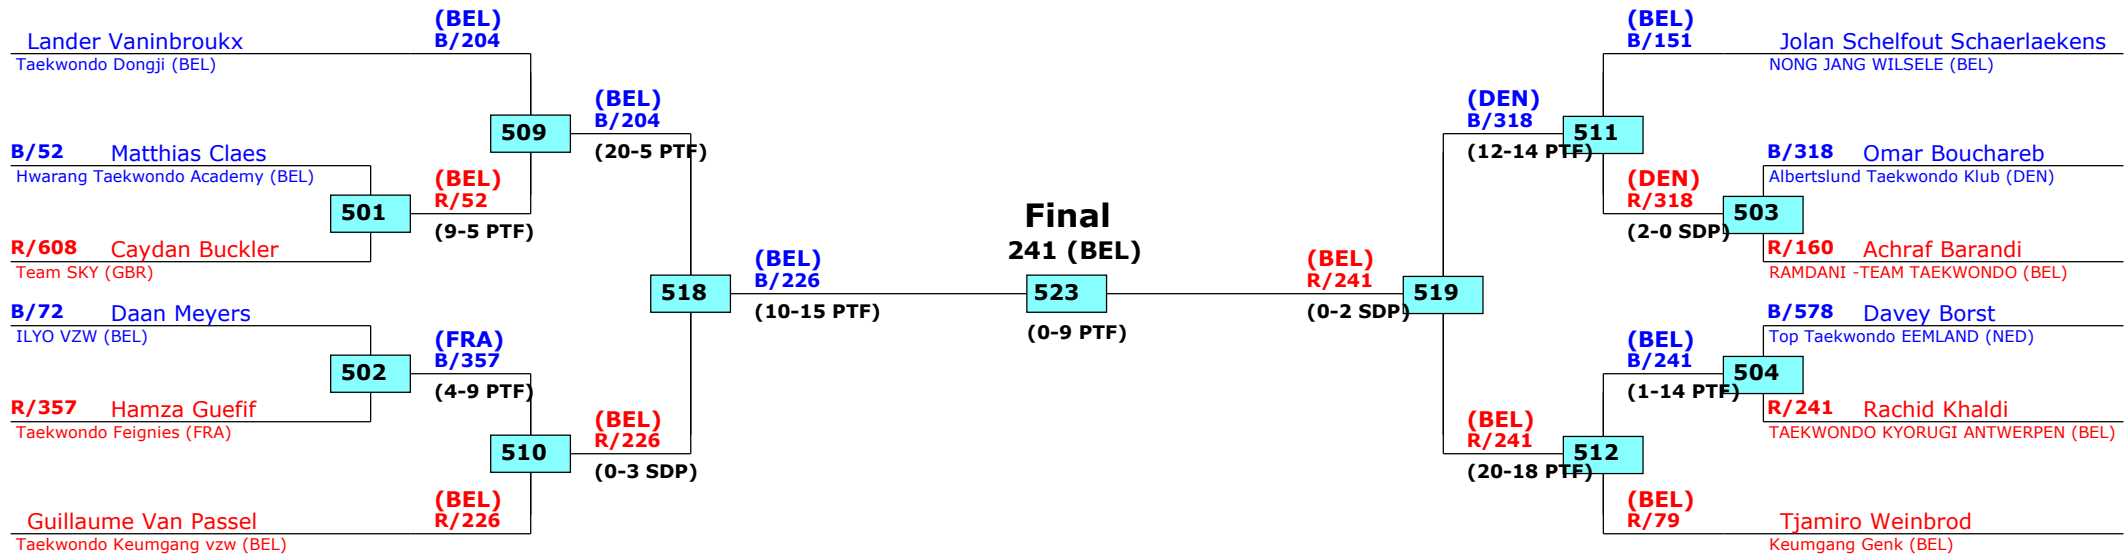 (BEL)
Lander Vaninbroukx B/204
Taekwondo Dongji (BEL)
(BEL)
B/204
509
(20-5 PTF)
B/52 Matthias Claes
Hwarang Taekwondo Academy (BEL)
(BEL)
R/52
501
(9-5 PTF)
R/608 Caydan Buckler
Team SKY (GBR)
(BEL)
B/226
518
(10-15 PTF)
B/72 Daan Meyers
ILYO VZW (BEL)
(FRA)
B/357
502
(4-9 PTF)
R/357 Hamza Guefif
Taekwondo Feignies (FRA)
(BEL)
R/226
510
(0-3 SDP)
(BEL)
Guillaume Van Passel R/226
Taekwondo Keumgang vzw (BEL)
Final
241 (BEL)
523
(0-9 PTF)
(BEL)
B/151 Jolan Schelfout Schaerlaekens
NONG JANG WILSELE (BEL)
(DEN)
B/318
511
(12-14 PTF)
B/318 Omar Bouchareb
Albertslund Taekwondo Klub (DEN)
(DEN)
R/318
503
(2-0 SDP)
R/160 Achraf Barandi
RAMDANI -TEAM TAEKWONDO (BEL)
(BEL)
R/241
519
(0-2 SDP)
B/578 Davey Borst
Top Taekwondo EEMLAND (NED)
(BEL)
B/241
504
(1-14 PTF)
R/241 Rachid Khaldi
TAEKWONDO KYORUGI ANTWERPEN (BEL)
(BEL)
R/241
512
(20-18 PTF)
(BEL)
R/79 Tjamiro Weinbrod
Keumgang Genk (BEL)